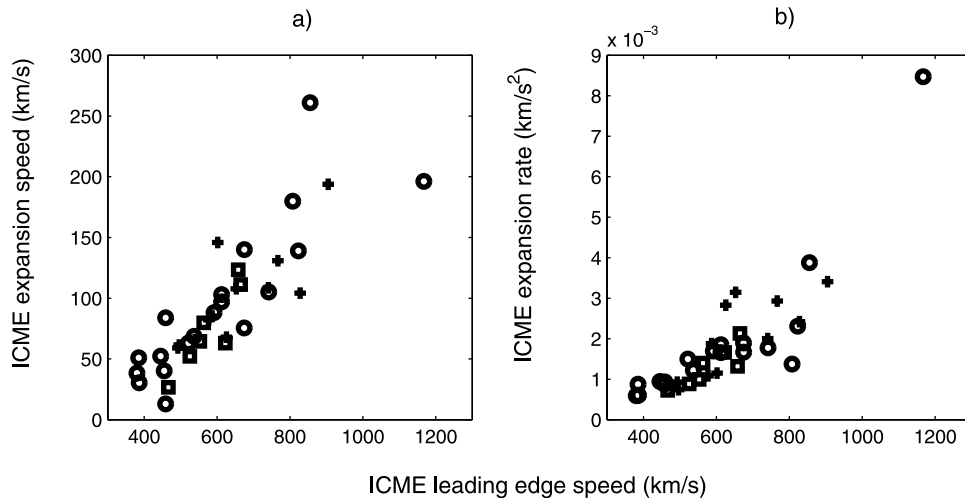 a)
b)
x 10⁻³
ICME expansion speed (km/s)
300
250
200
150
100
50
0
400 600 800 1000 1200
ICME expansion rate (km/s²)
9
8
7
6
5
4
3
2
1
0
400 600 800 1000 1200
ICME leading edge speed (km/s)